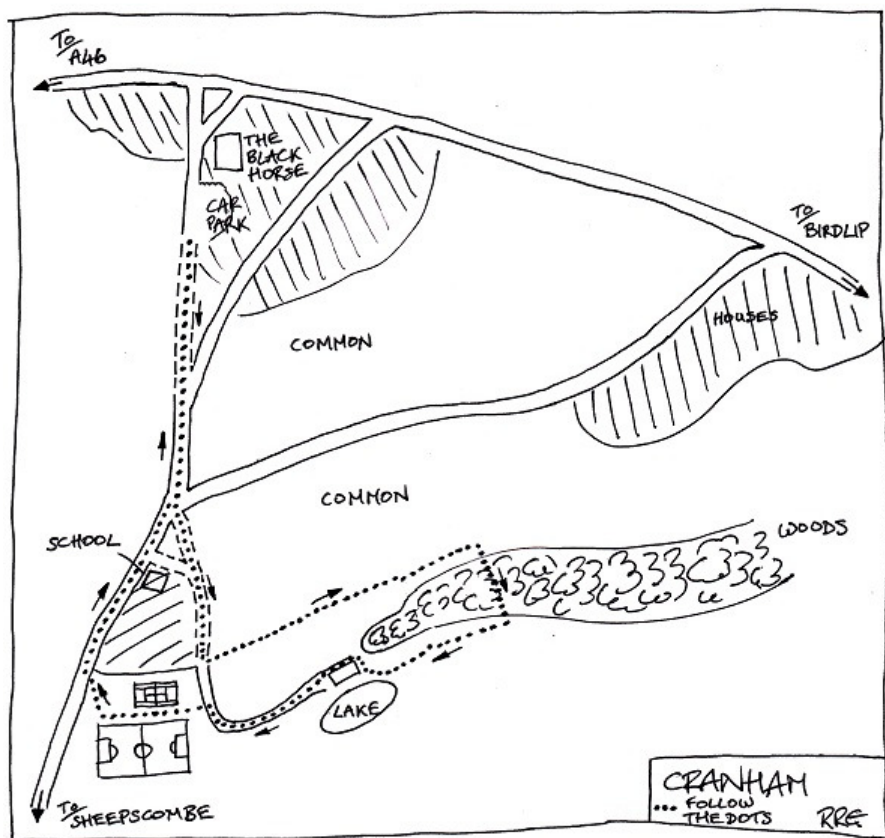 TO
A46
THE
BLACK
HORSE
CAR
PARK
TO
BIRDLIP
HOUSES
COMMON
COMMON
SCHOOL
WOODS
LAKE
TO
SHEEPSCOMBE
CRANHAM
FOLLOW
THE DOTS
RRG